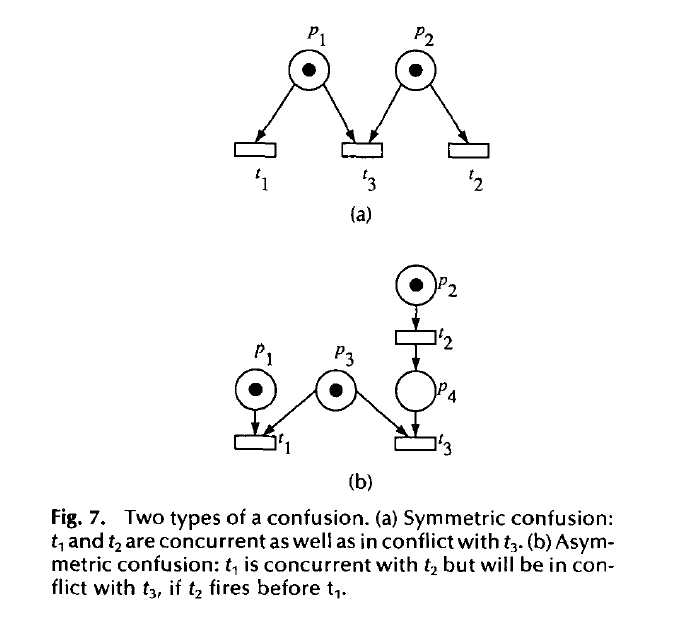 P1 P2
t1 t3 t2
(a)
P2
t2
P1 P3
P4
t1 t3
(b)
Fig. 7. Two types of a confusion. (a) Symmetric confusion:
t1 and t2 are concurrent as well as in conflict with t3. (b) Asym-
metric confusion: t1 is concurrent with t2 but will be in con-
flict with t3, if t2 fires before t1.